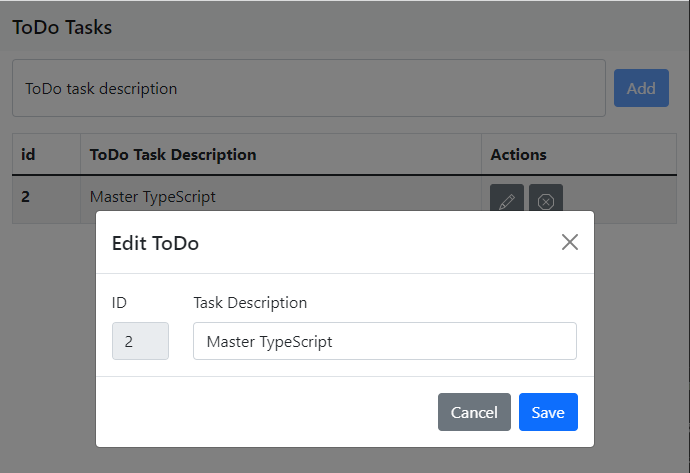 ToDo Tasks
ToDo task description Add
id ToDo Task Description Actions
2 Master TypeScript
Edit ToDo
ID Task Description
2 Master TypeScript
Cancel Save